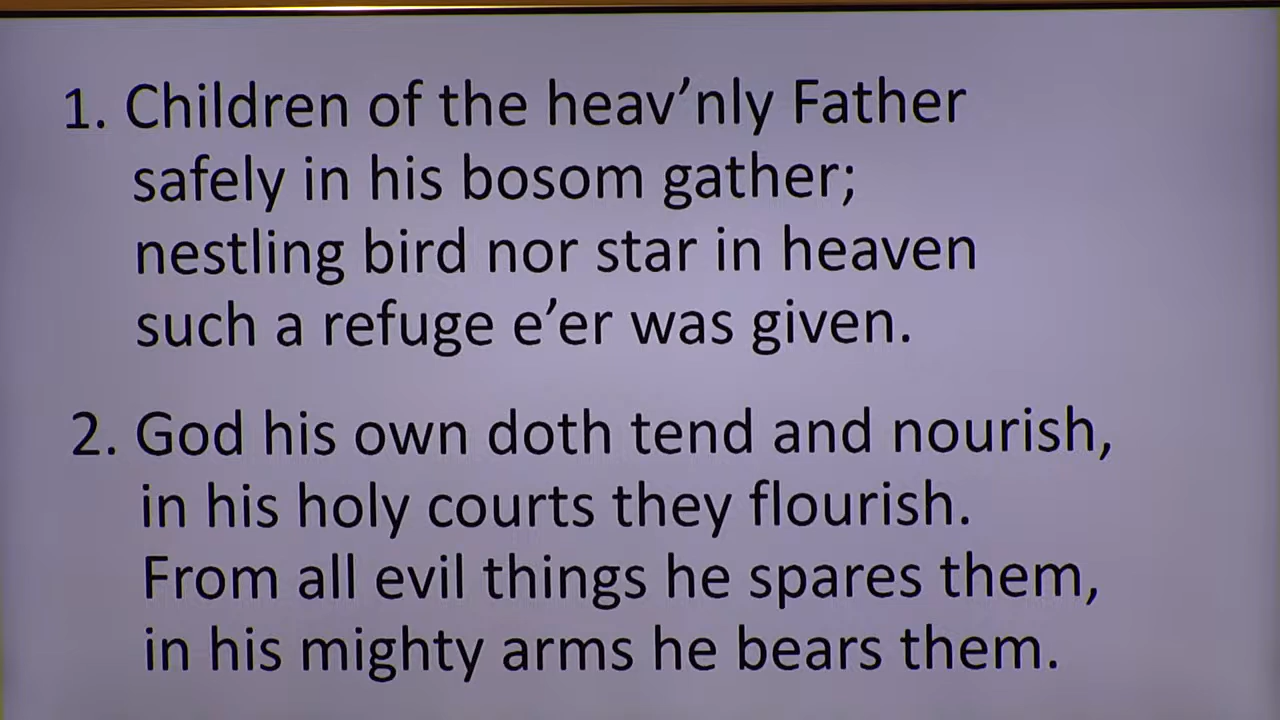 1. Children of the heav’nly Father
safely in his bosom gather;
nestling bird nor star in heaven
such a refuge e’er was given.
2. God his own doth tend and nourish,
in his holy courts they flourish.
From all evil things he spares them,
in his mighty arms he bears them.